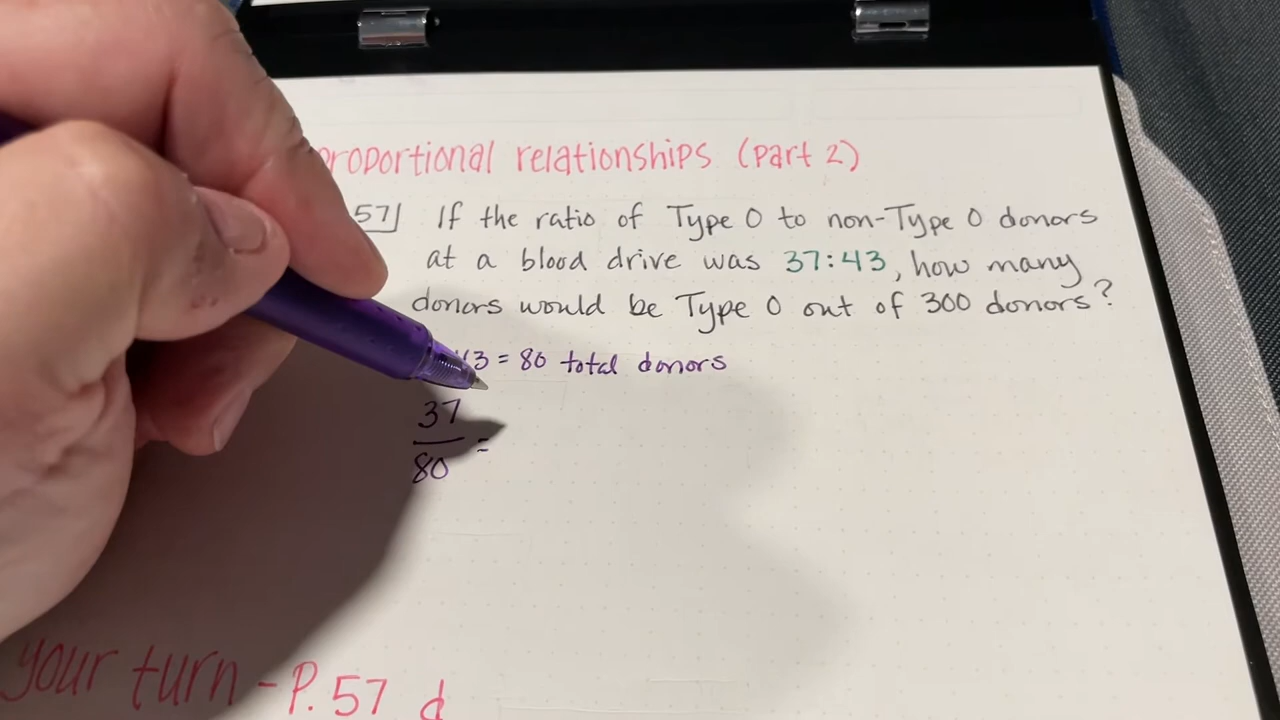 proportional relationships (part 2)
57 If the ratio of Type O to non-Type O donors
at a blood drive was 37:43, how many
donors would be Type O out of 300 donors?
43 = 80 total donors
37
80 =
your turn - P. 57 d